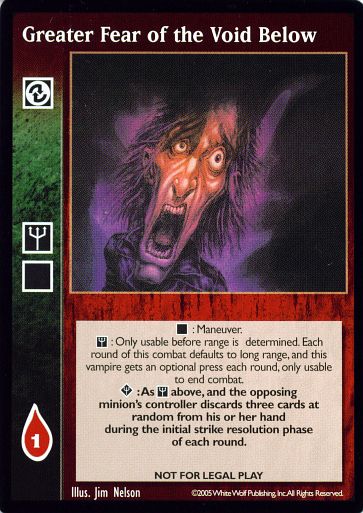 Greater Fear of the Void Below
: Maneuver.
: Only usable before range is determined. Each
round of this combat defaults to long range, and this
vampire gets an optional press each round, only usable
to end combat.
: As above, and the opposing
minion's controller discards three cards at
random from his or her hand
during the initial strike resolution phase
of each round.
1
NOT FOR LEGAL PLAY
Illus. Jim Nelson
©2005 White Wolf Publishing, Inc. All Rights Reserved.